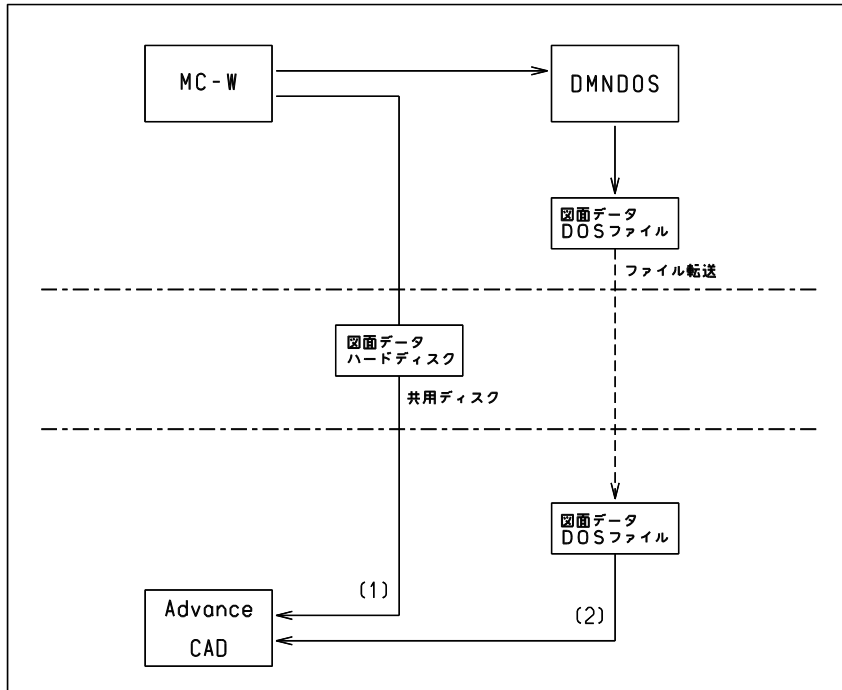 MC-W
DMNDOS
図面データ
DOSファイル
ファイル転送
図面データ
ハードディスク
共用ディスク
図面データ
DOSファイル
(1)
(2)
Advance
CAD